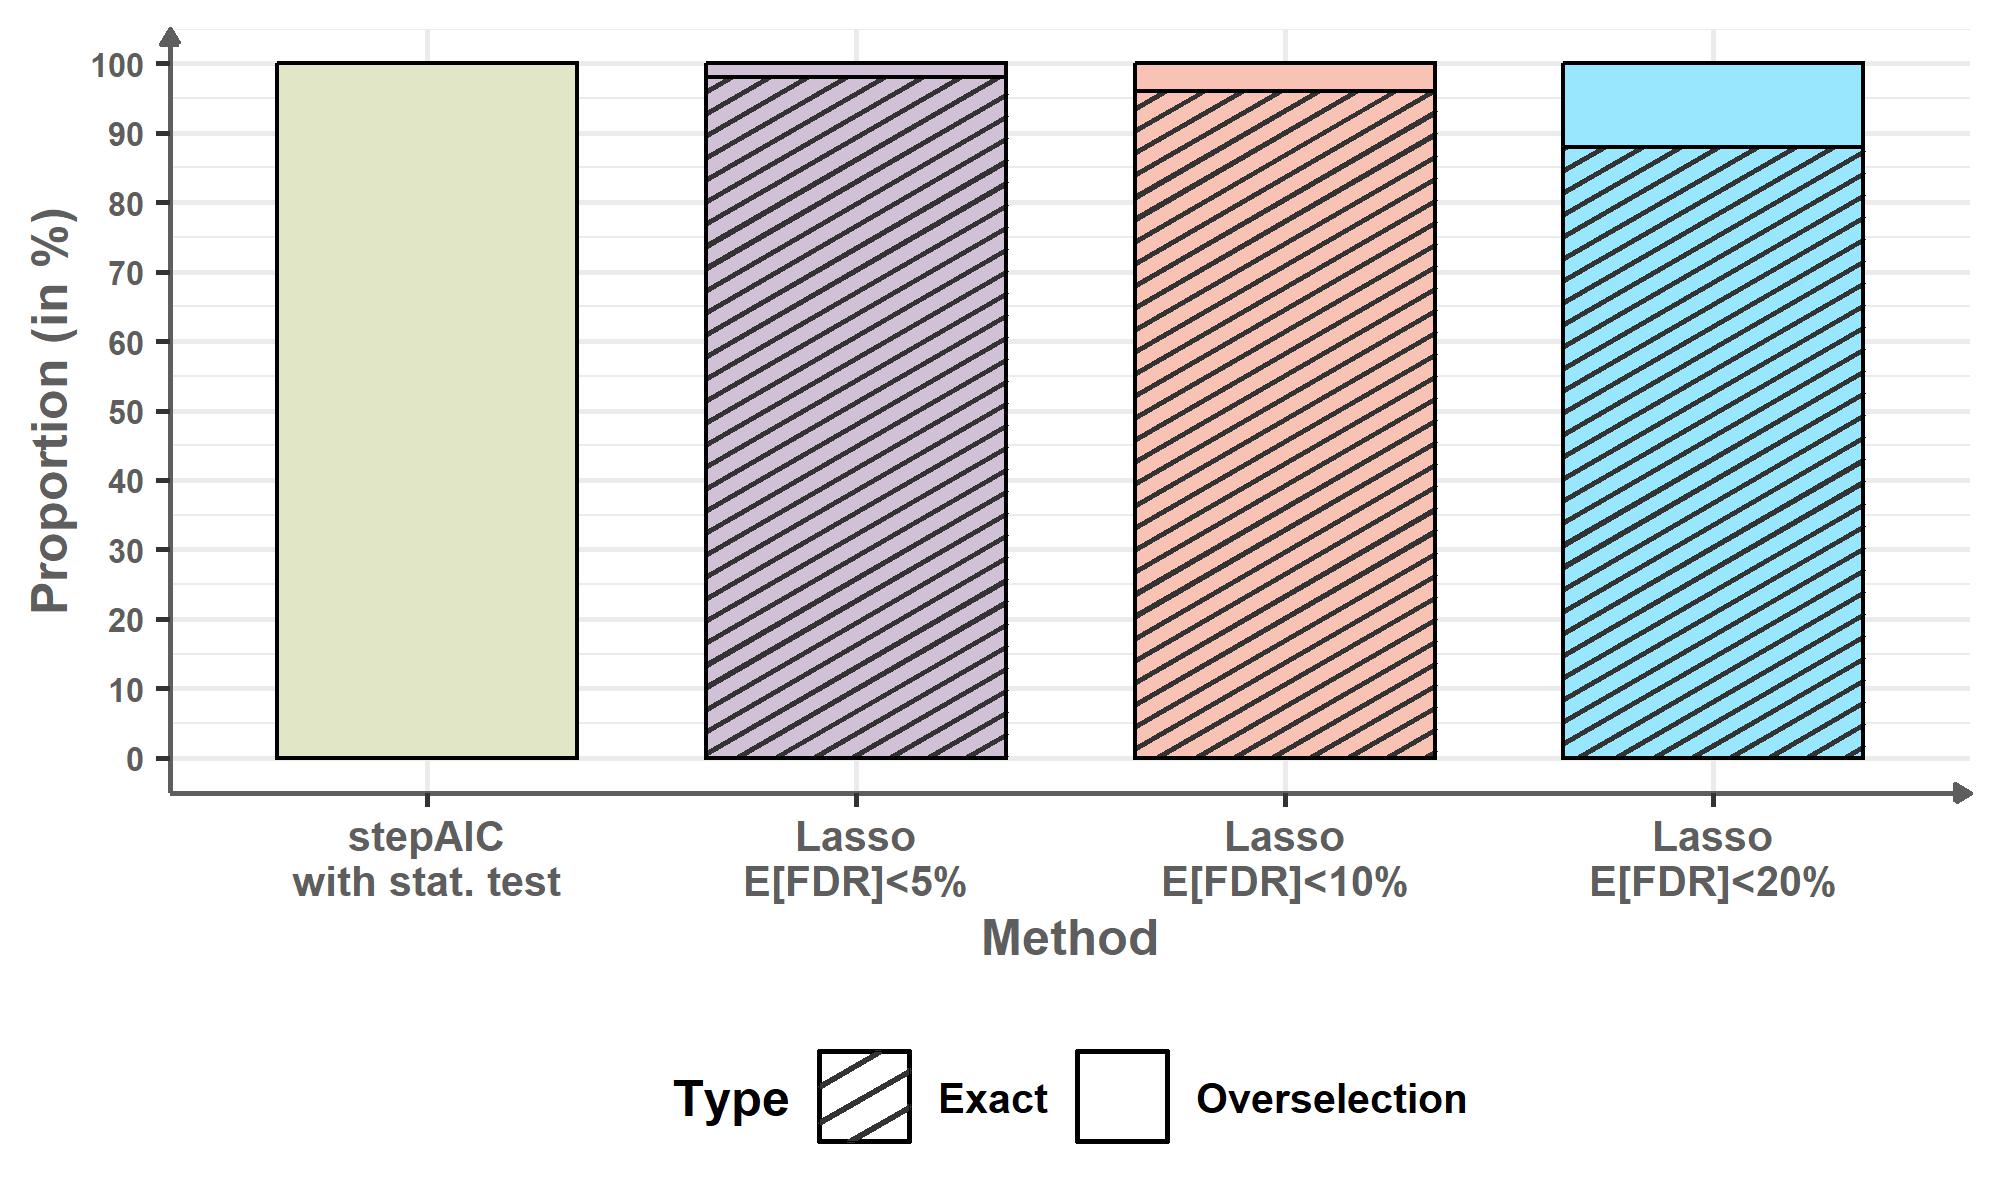 Proportion (in %)
100
90
80
70
60
50
40
30
20
10
0
stepAIC
with stat. test
Lasso
E[FDR]<5%
Lasso
E[FDR]<10%
Lasso
E[FDR]<20%
Method
Type
Exact
Overselection